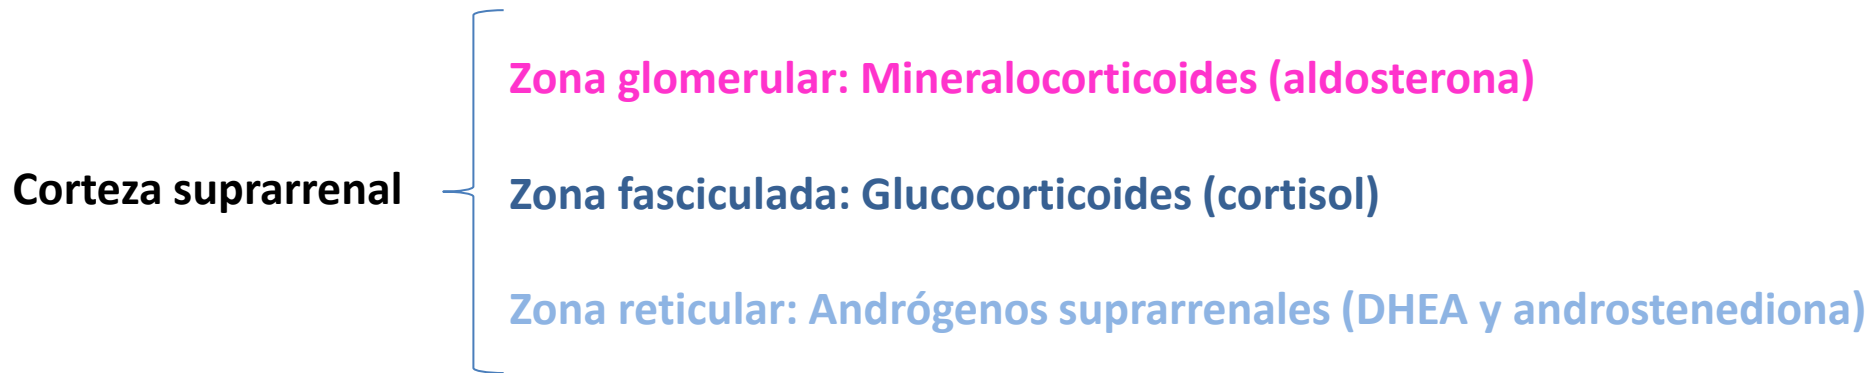 Corteza suprarrenal
Zona glomerular: Mineralocorticoides (aldosterona)
Zona fasciculada: Glucocorticoides (cortisol)
Zona reticular: Andrógenos suprarrenales (DHEA y androstenediona)